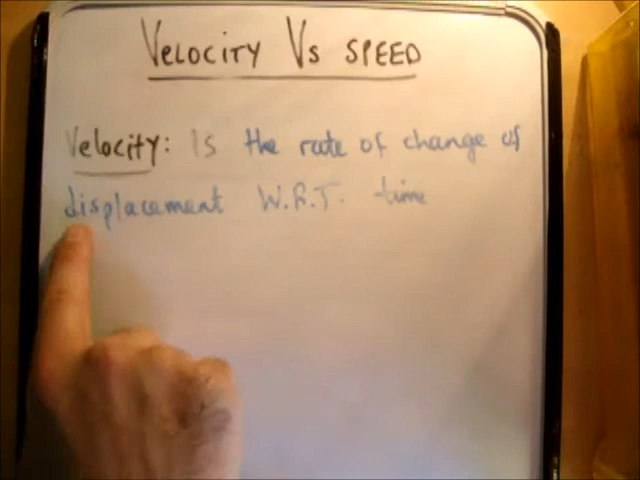 Velocity Vs SPEED
Velocity: Is the rate of change of
displacement W.R.T. time